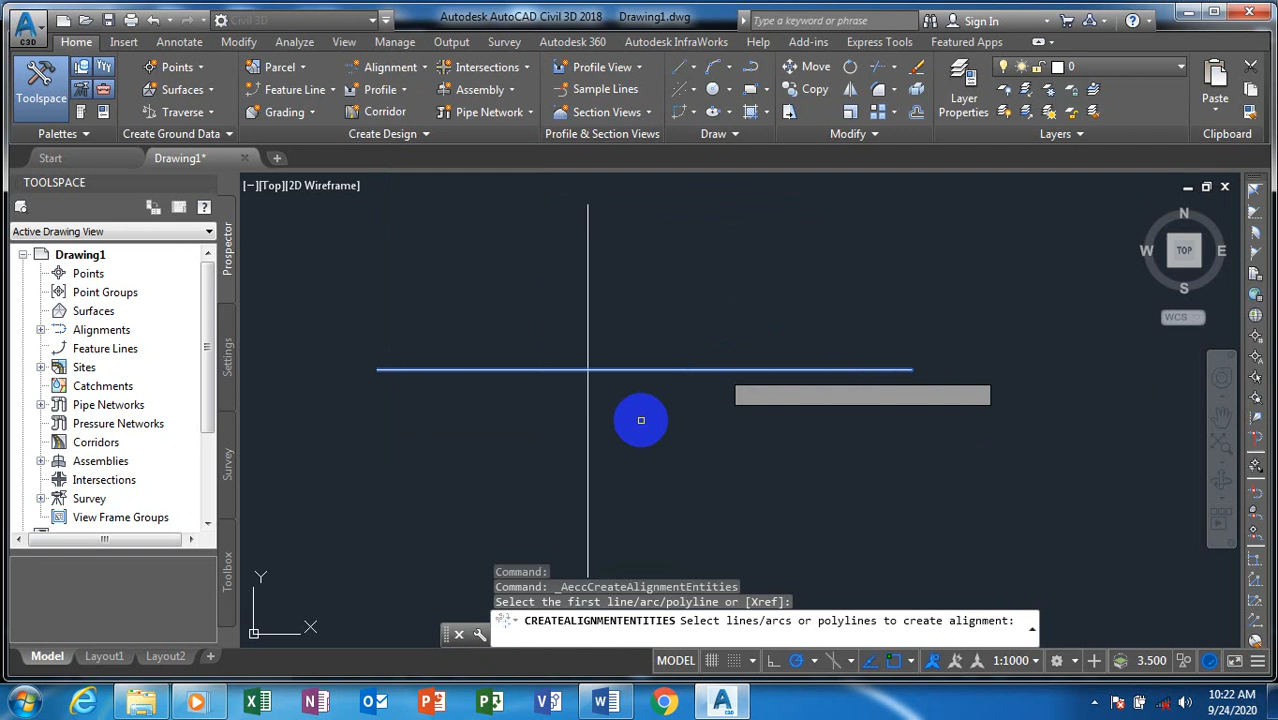 Civil 3D
Autodesk AutoCAD Civil 3D 2018 Drawing1.dwg
Type a keyword or phrase
Sign In
C3D
Home Insert Annotate Modify Analyze View Manage Output Survey Autodesk 360 Autodesk InfraWorks Help Add-ins Express Tools Featured Apps
Toolspace
Points
Surfaces
Traverse
Parcel
Feature Line
Grading
Alignment
Profile
Corridor
Intersections
Assembly
Pipe Network
Profile View
Sample Lines
Section Views
Move
Copy
Layer
Properties
0
Paste
Palettes
Create Ground Data
Create Design
Profile & Section Views
Draw
Modify
Layers
Clipboard
Start
Drawing1*
TOOLSPACE
Active Drawing View
Drawing1
Points
Point Groups
Surfaces
Alignments
Feature Lines
Sites
Catchments
Pipe Networks
Pressure Networks
Corridors
Assemblies
Intersections
Survey
View Frame Groups
Prospector
Settings
Survey
Toolbox
[−][Top][2D Wireframe]
N
W TOP E
S
WCS
Y
X
Command:
Command: _AeccCreateAlignmentEntities
Select the first line/arc/polyline or [Xref]:
CREATEALIGNMENTENTITIES Select lines/arcs or polylines to create alignment:
Model Layout1 Layout2
MODEL
1:1000
3.500
10:22 AM
9/24/2020